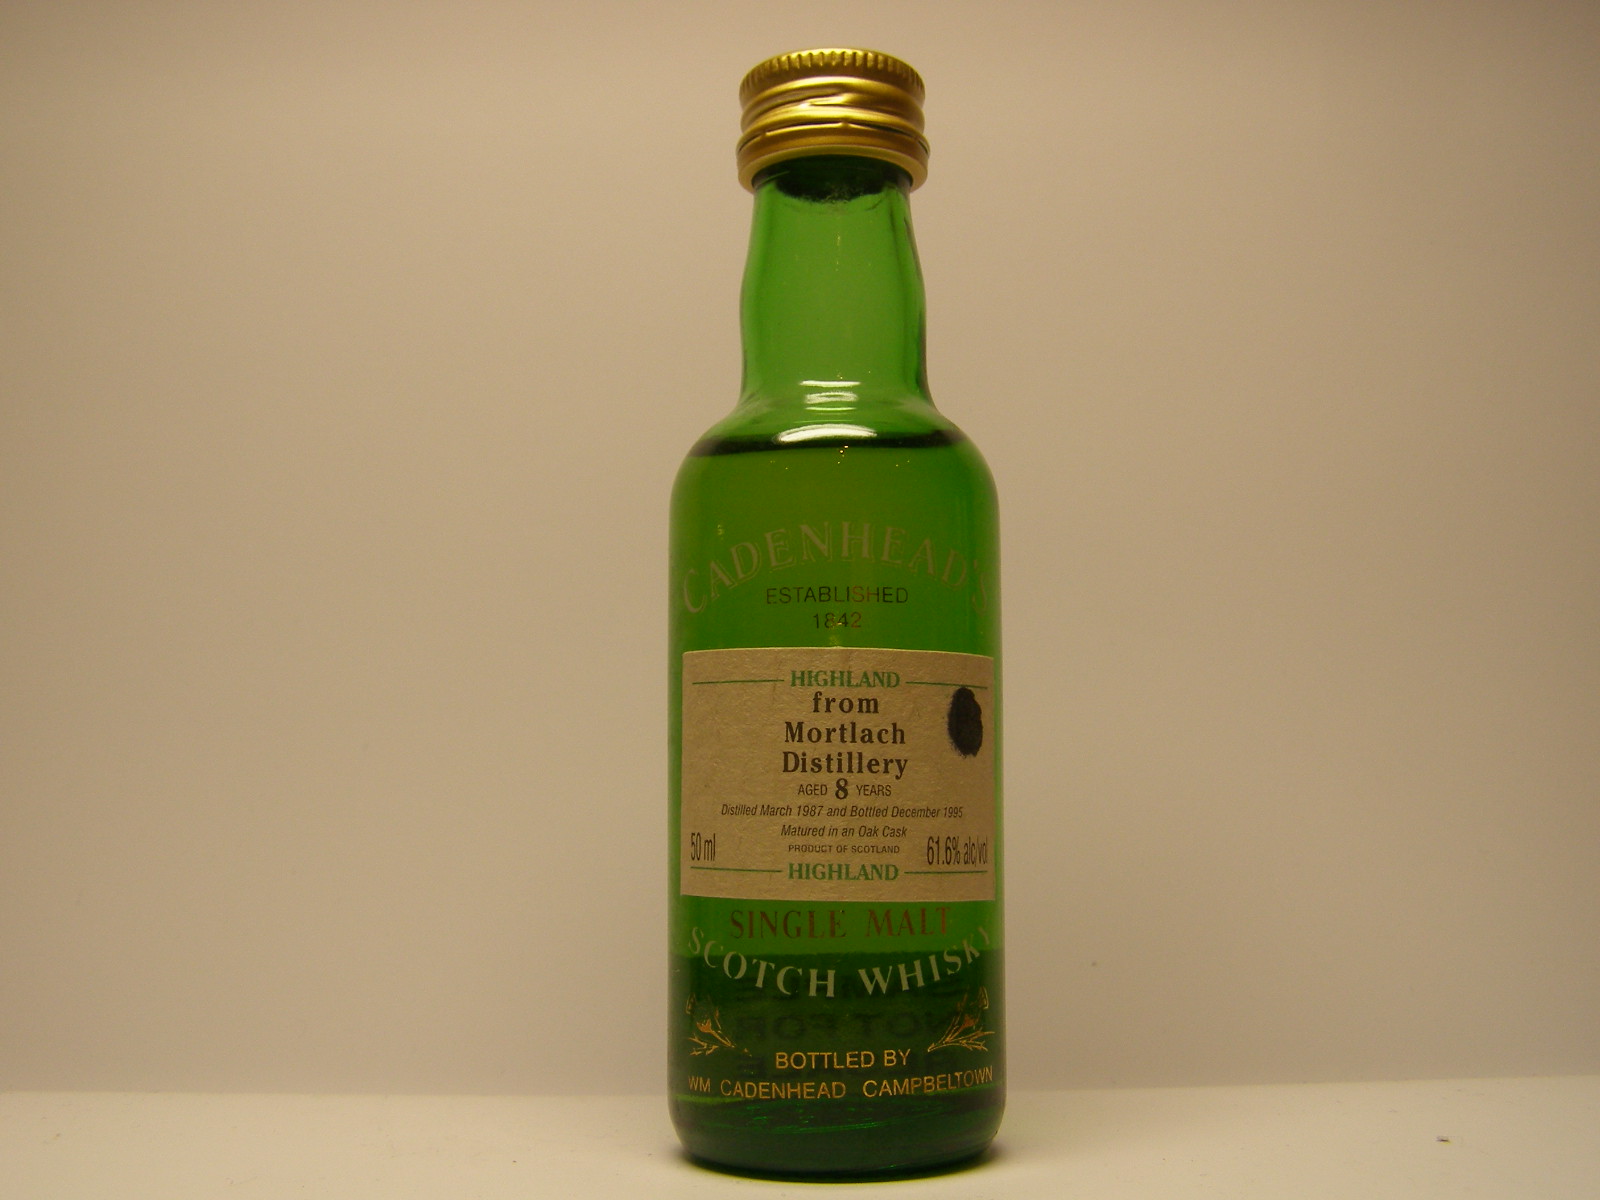 CADENHEAD'S
ESTABLISHED
1842
HIGHLAND
from
Mortlach
Distillery
AGED 8 YEARS
Distilled March 1987 and Bottled December 1995
Matured in an Oak Cask
50 ml PRODUCT OF SCOTLAND 61.6% alc/vol
HIGHLAND
SINGLE MALT
SCOTCH WHISKY
NOT FOR
BOTTLED BY
WM CADENHEAD CAMPBELTOWN